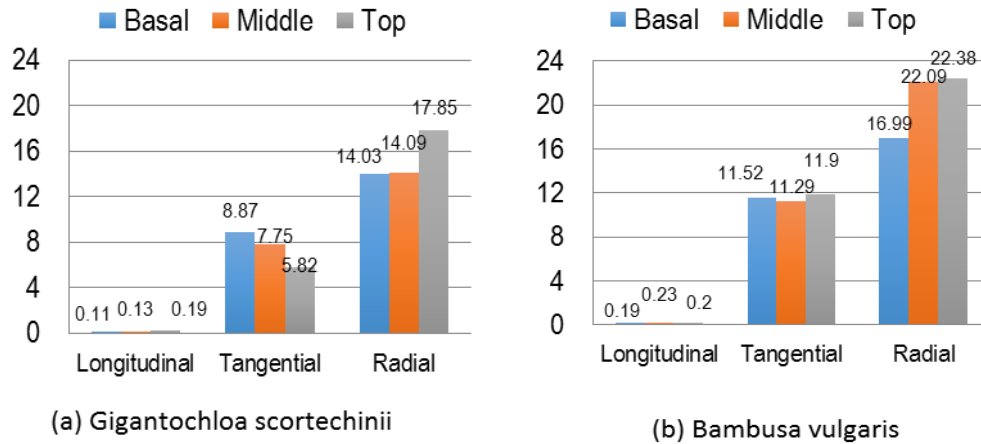 Basal Middle Top
24
20
16
12
8
4
0
0.11 0.13 0.19
8.87 7.75 5.82
14.03 14.09 17.85
Longitudinal Tangential Radial
(a) Gigantochloa scortechinii
Basal Middle Top
24
20
16
12
8
4
0
0.19 0.23 0.2
11.52 11.29 11.9
16.99 22.09 22.38
Longitudinal Tangential Radial
(b) Bambusa vulgaris